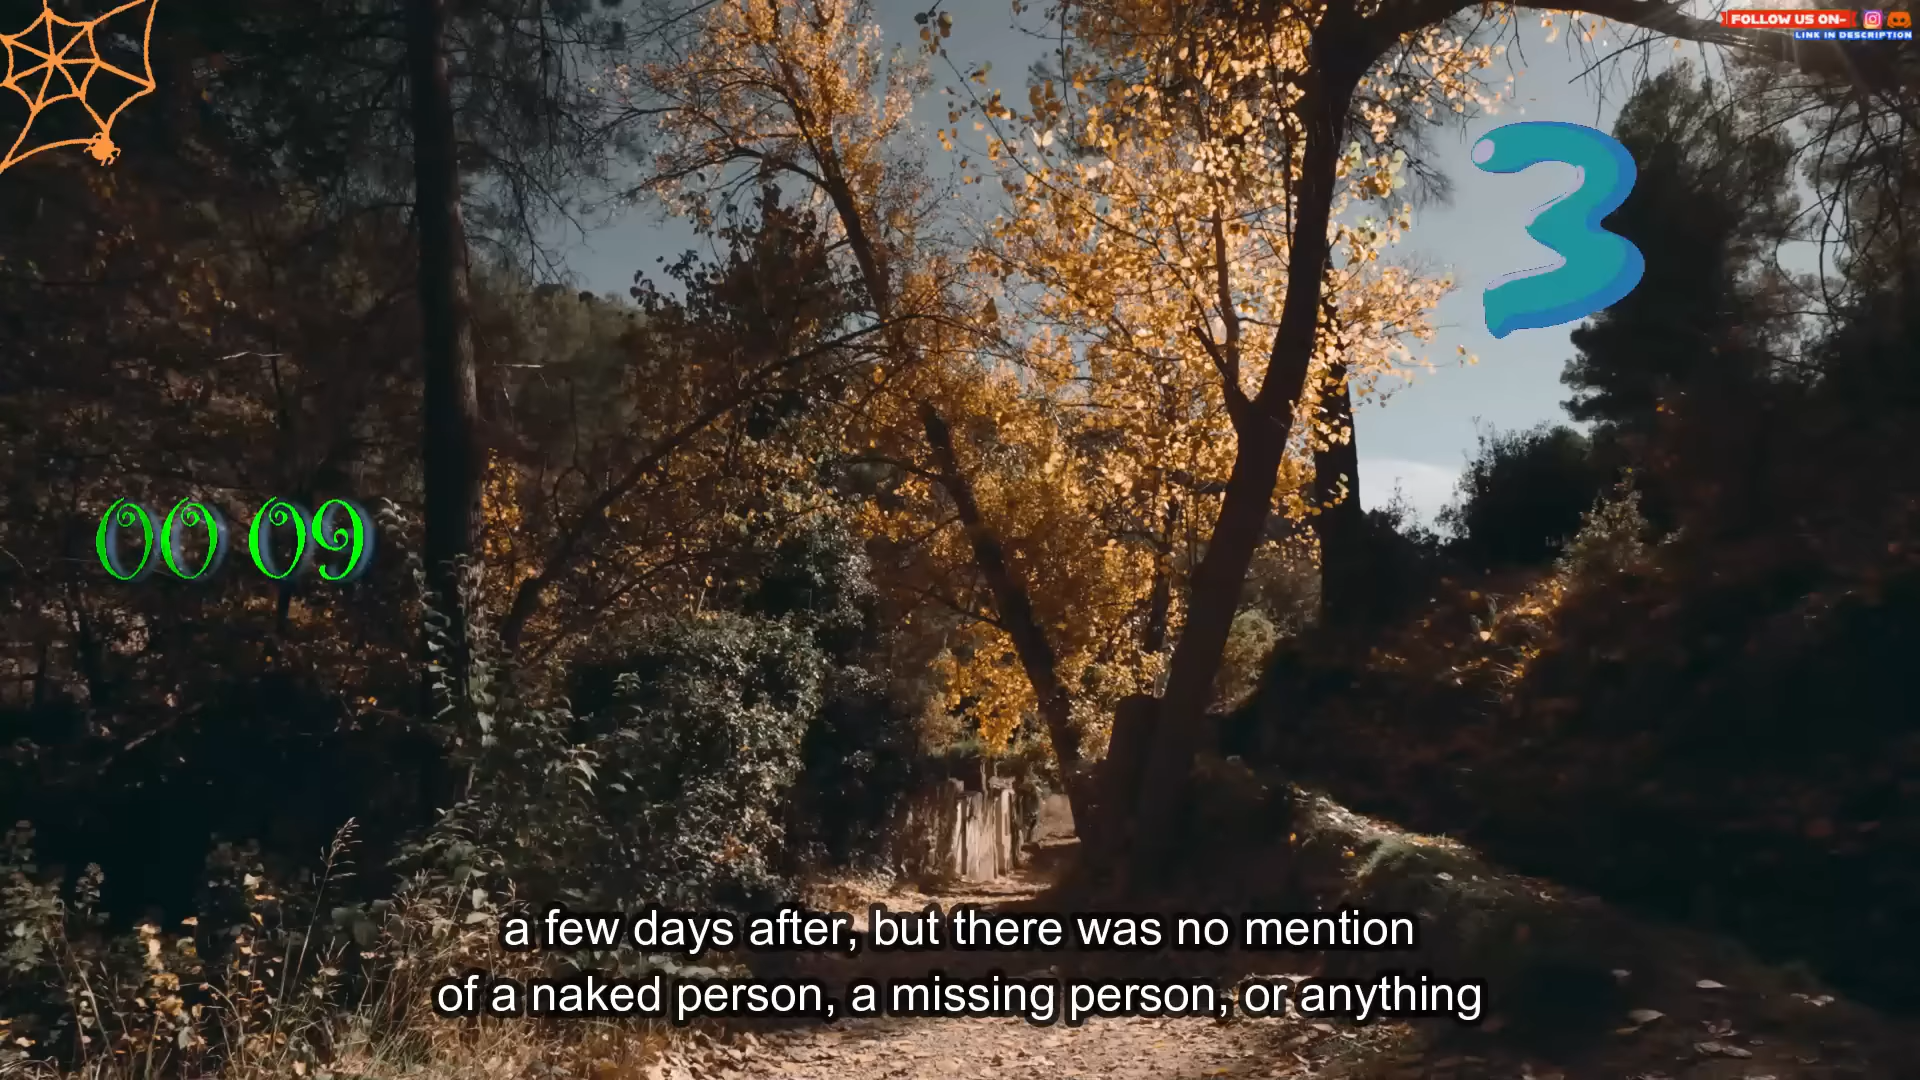 FOLLOW US ON-
LINK IN DESCRIPTION
3
00 09
a few days after, but there was no mention
of a naked person, a missing person, or anything